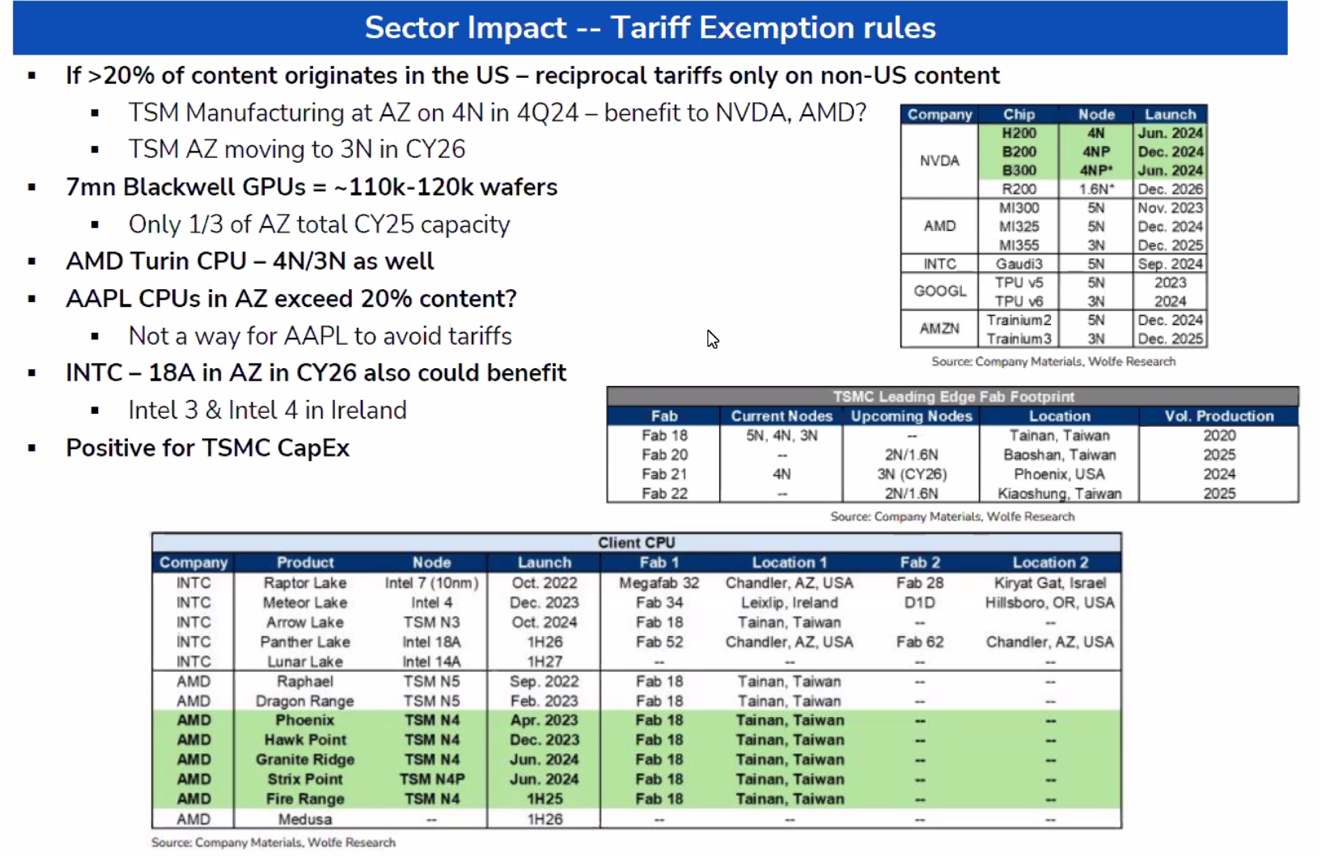 Sector Impact -- Tariff Exemption rules
▪ If >20% of content originates in the US – reciprocal tariffs only on non-US content
▪ TSM Manufacturing at AZ on 4N in 4Q24 – benefit to NVDA, AMD?
▪ TSM AZ moving to 3N in CY26
▪ 7mn Blackwell GPUs = ~110k-120k wafers
▪ Only 1/3 of AZ total CY25 capacity
▪ AMD Turin CPU – 4N/3N as well
▪ AAPL CPUs in AZ exceed 20% content?
▪ Not a way for AAPL to avoid tariffs
▪ INTC – 18A in AZ in CY26 also could benefit
▪ Intel 3 & Intel 4 in Ireland
▪ Positive for TSMC CapEx
Company Chip Node Launch
NVDA
H200 4N Jun. 2024
B200 4NP Dec. 2024
B300 4NP* Jun. 2024
R200 1.6N* Dec. 2026
AMD
MI300 5N Nov. 2023
MI325 5N Dec. 2024
MI355 3N Dec. 2025
INTC Gaudi3 5N Sep. 2024
GOOGL
TPU v5 5N 2023
TPU v6 3N 2024
AMZN
Trainium2 5N Dec. 2024
Trainium3 3N Dec. 2025
Source: Company Materials, Wolfe Research
TSMC Leading Edge Fab Footprint
Fab Current Nodes Upcoming Nodes Location Vol. Production
Fab 18 5N, 4N, 3N -- Tainan, Taiwan 2020
Fab 20 -- 2N/1.6N Baoshan, Taiwan 2025
Fab 21 4N 3N (CY26) Phoenix, USA 2024
Fab 22 -- 2N/1.6N Kiaoshung, Taiwan 2025
Source: Company Materials, Wolfe Research
Client CPU
Company Product Node Launch Fab 1 Location 1 Fab 2 Location 2
INTC Raptor Lake Intel 7 (10nm) Oct. 2022 Megafab 32 Chandler, AZ, USA Fab 28 Kiryat Gat, Israel
INTC Meteor Lake Intel 4 Dec. 2023 Fab 34 Leixlip, Ireland D1D Hillsboro, OR, USA
INTC Arrow Lake TSM N3 Oct. 2024 Fab 18 Tainan, Taiwan -- --
INTC Panther Lake Intel 18A 1H26 Fab 52 Chandler, AZ, USA Fab 62 Chandler, AZ, USA
INTC Lunar Lake Intel 14A 1H27 -- -- -- --
AMD Raphael TSM N5 Sep. 2022 Fab 18 Tainan, Taiwan -- --
AMD Dragon Range TSM N5 Feb. 2023 Fab 18 Tainan, Taiwan -- --
AMD Phoenix TSM N4 Apr. 2023 Fab 18 Tainan, Taiwan -- --
AMD Hawk Point TSM N4 Dec. 2023 Fab 18 Tainan, Taiwan -- --
AMD Granite Ridge TSM N4 Jun. 2024 Fab 18 Tainan, Taiwan -- --
AMD Strix Point TSM N4P Jun. 2024 Fab 18 Tainan, Taiwan -- --
AMD Fire Range TSM N4 1H25 Fab 18 Tainan, Taiwan -- --
AMD Medusa -- 1H26 -- -- -- --
Source: Company Materials, Wolfe Research